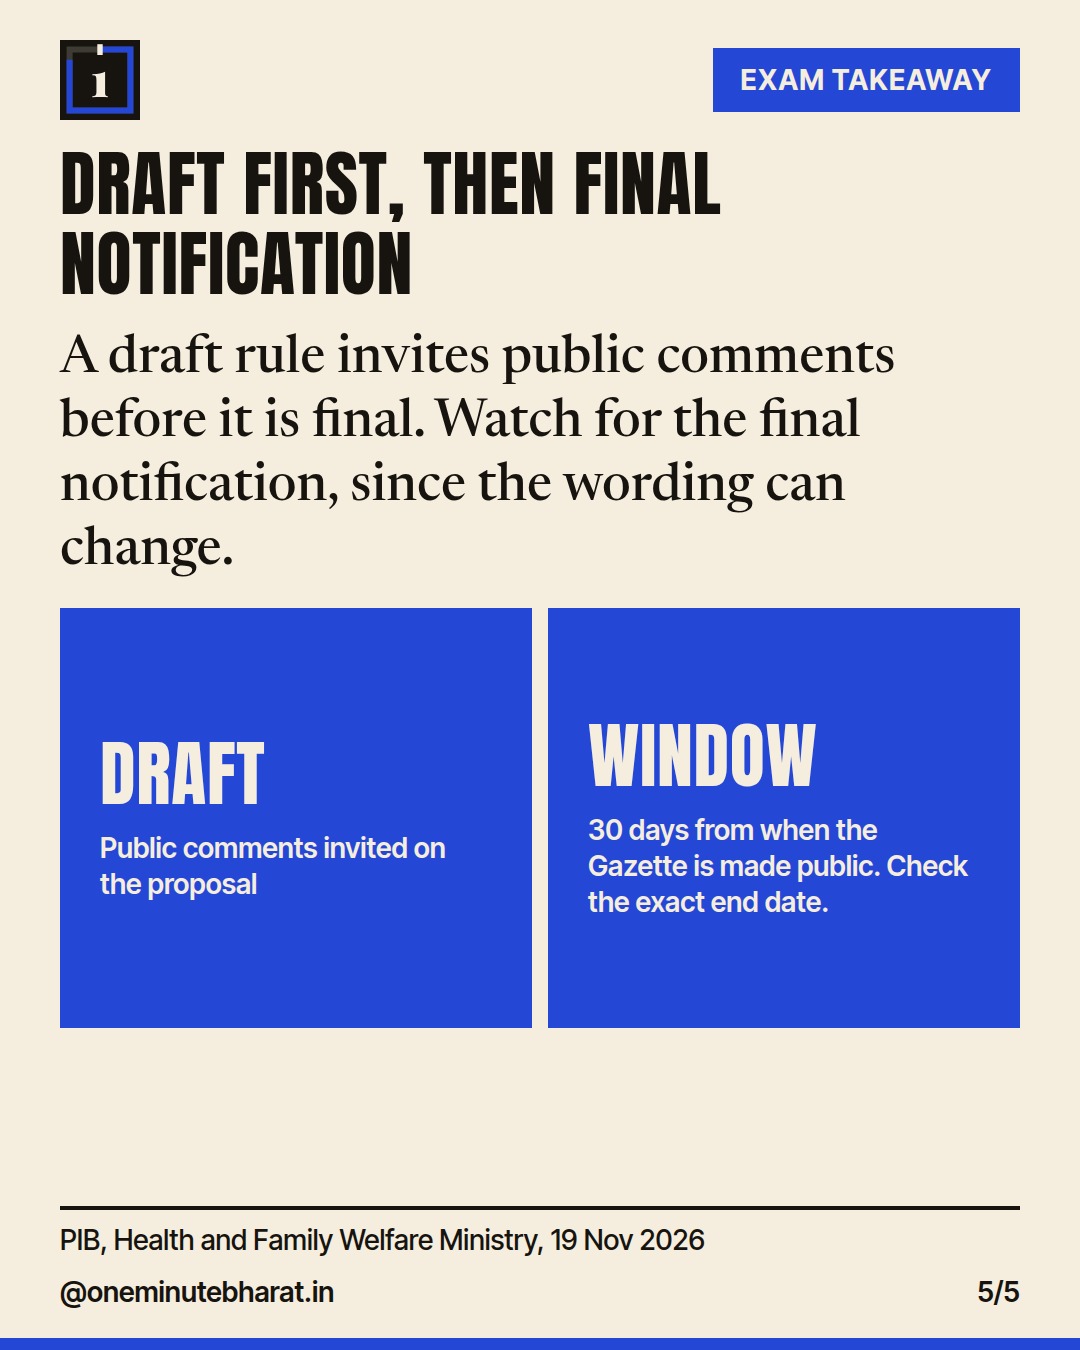 ı
EXAM TAKEAWAY
DRAFT FIRST, THEN FINAL
NOTIFICATION
A draft rule invites public comments
before it is final. Watch for the final
notification, since the wording can
change.
DRAFT
Public comments invited on
the proposal
WINDOW
30 days from when the
Gazette is made public. Check
the exact end date.
PIB, Health and Family Welfare Ministry, 19 Nov 2026
@oneminutebharat.in
5/5